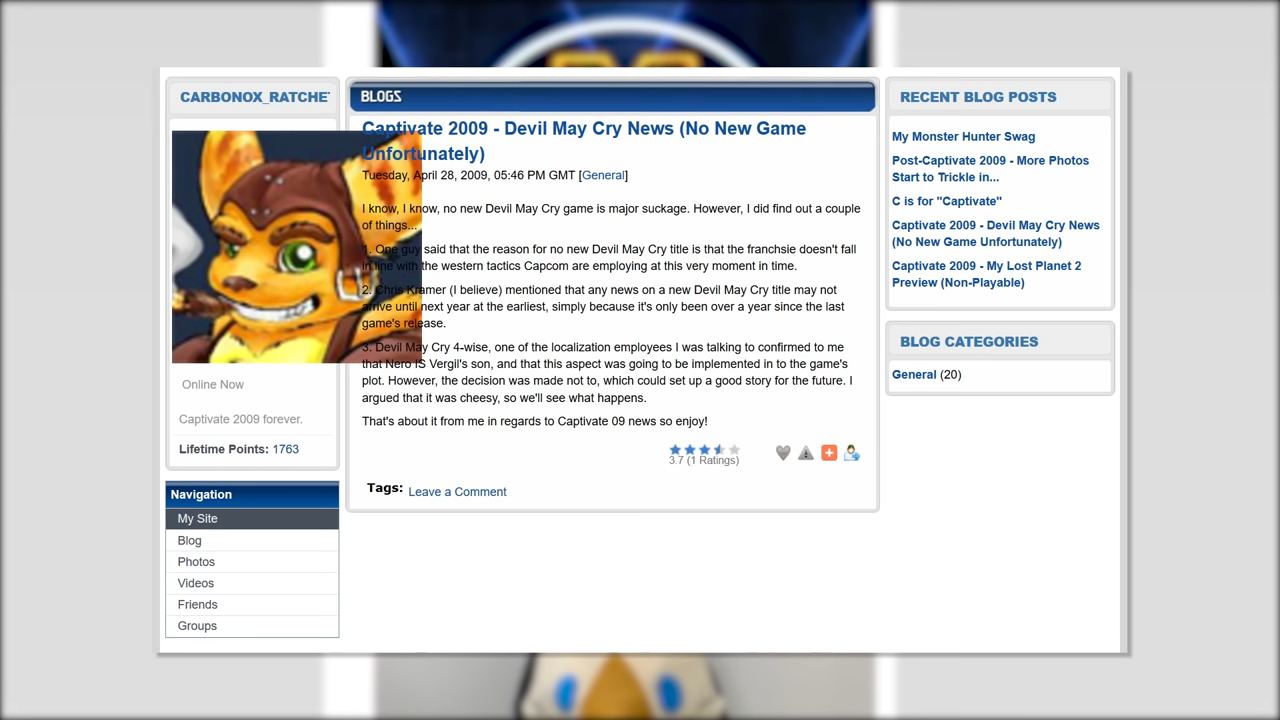 CARBONOX_RATCHE
Online Now
Captivate 2009 forever.
Lifetime Points: 1763
Navigation
My Site
Blog
Photos
Videos
Friends
Groups
BLOGS
Captivate 2009 - Devil May Cry News (No New Game
Unfortunately)
Tuesday, April 28, 2009, 05:46 PM GMT [General]
I know, I know, no new Devil May Cry game is major suckage. However, I did find out a couple
of things...
1. One guy said that the reason for no new Devil May Cry title is that the franchsie doesn't fall
in line with the western tactics Capcom are employing at this very moment in time.
2. Chris Kramer (I believe) mentioned that any news on a new Devil May Cry title may not
arrive until next year at the earliest, simply because it's only been over a year since the last
game's release.
3. Devil May Cry 4-wise, one of the localization employees I was talking to confirmed to me
that Nero IS Vergil's son, and that this aspect was going to be implemented in to the game's
plot. However, the decision was made not to, which could set up a good story for the future. I
argued that it was cheesy, so we'll see what happens.
That's about it from me in regards to Captivate 09 news so enjoy!
3.7 (1 Ratings)
Tags: Leave a Comment
RECENT BLOG POSTS
My Monster Hunter Swag
Post-Captivate 2009 - More Photos
Start to Trickle in...
C is for "Captivate"
Captivate 2009 - Devil May Cry News
(No New Game Unfortunately)
Captivate 2009 - My Lost Planet 2
Preview (Non-Playable)
BLOG CATEGORIES
General (20)